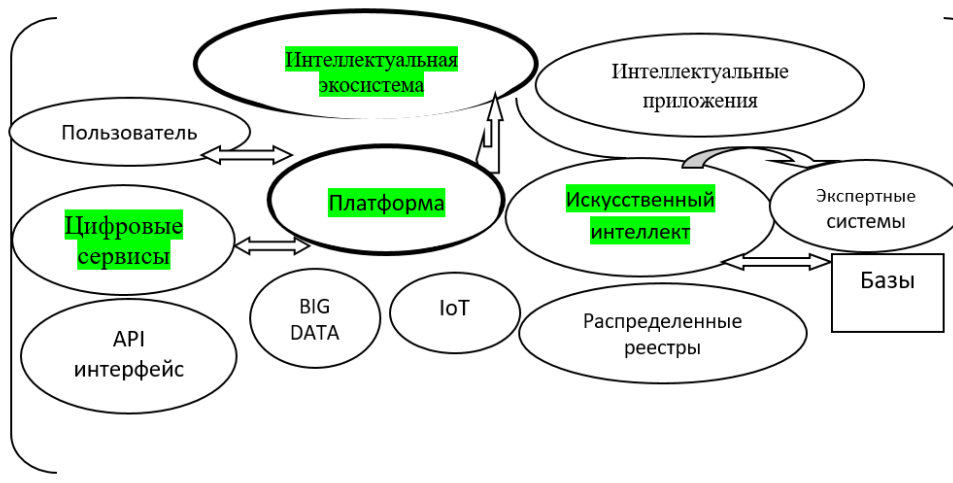 Интеллектуальная
экосистема
Интеллектуальные
приложения
Пользователь
Платформа
Искусственный
интеллект
Экспертные
системы
Цифровые
сервисы
Базы
BIG
DATA
IoT
Распределенные
реестры
API
интерфейс